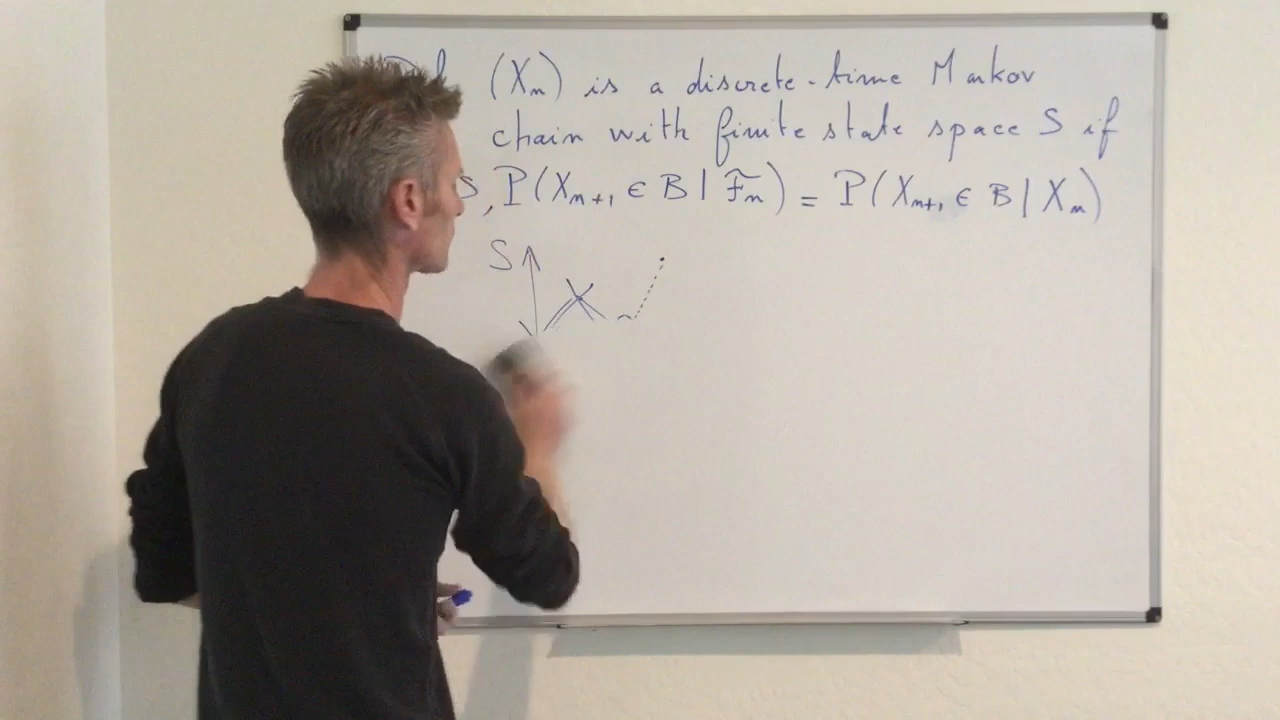 (Xₙ) is a discrete-time Markov
chain with finite state space S if
, P(Xₙ₊₁ ∈ B | ℱₙ) = P(Xₙ₊₁ ∈ B | Xₙ)
S